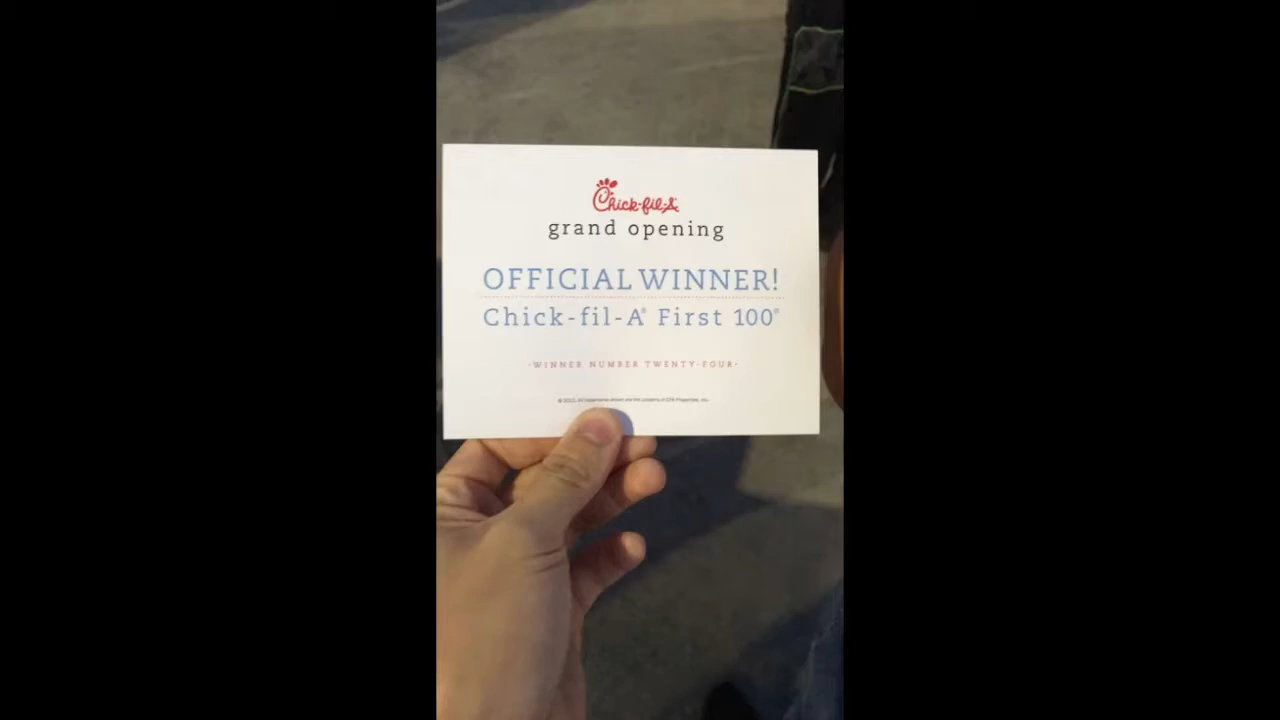 Chick-fil-A®
grand opening
OFFICIAL WINNER!
Chick-fil-A® First 100®
·WINNER NUMBER TWENTY-FOUR·